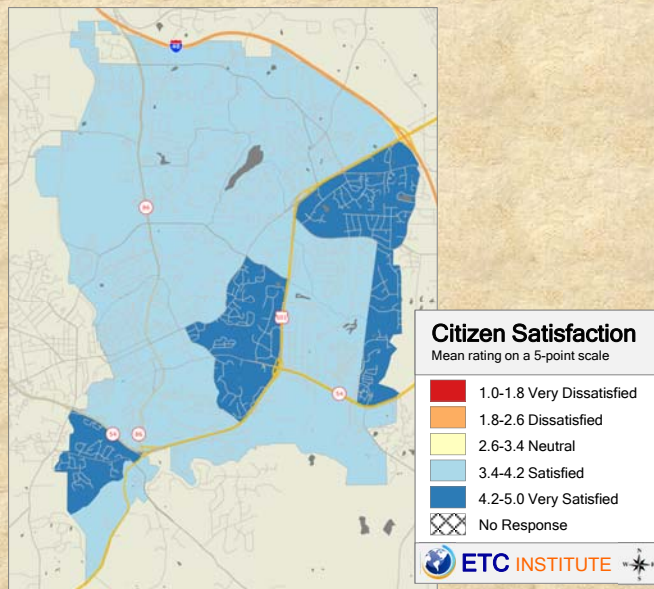 40
86
501
54
54
86
Citizen Satisfaction
Mean rating on a 5-point scale
1.0-1.8 Very Dissatisfied
1.8-2.6 Dissatisfied
2.6-3.4 Neutral
3.4-4.2 Satisfied
4.2-5.0 Very Satisfied
No Response
ETC INSTITUTE
N
W
E
S